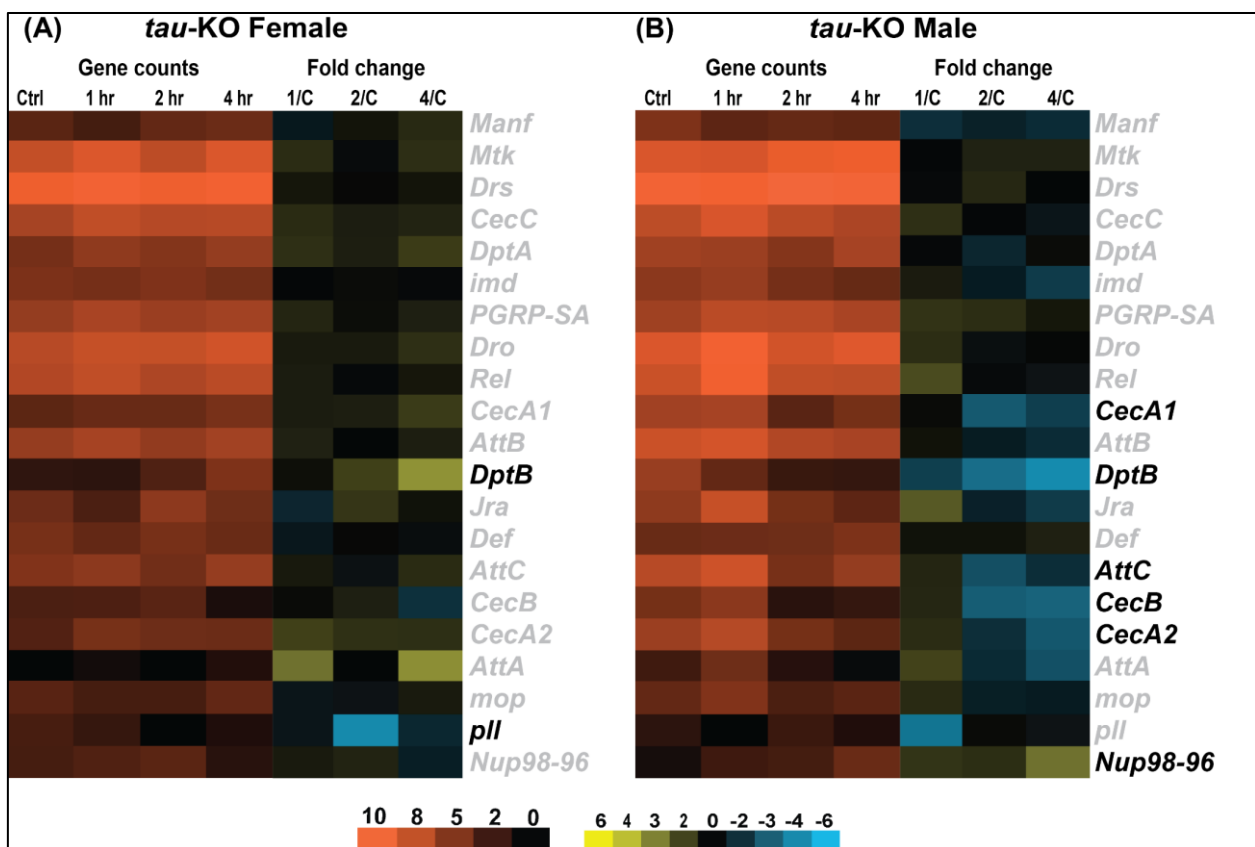 (A) tau-KO Female
Gene counts Fold change
Ctrl 1 hr 2 hr 4 hr 1/C 2/C 4/C
Manf
Mtk
Drs
CecC
DptA
imd
PGRP-SA
Dro
Rel
CecA1
AttB
DptB
Jra
Def
AttC
CecB
CecA2
AttA
mop
pll
Nup98-96
(B) tau-KO Male
Gene counts Fold change
Ctrl 1 hr 2 hr 4 hr 1/C 2/C 4/C
Manf
Mtk
Drs
CecC
DptA
imd
PGRP-SA
Dro
Rel
CecA1
AttB
DptB
Jra
Def
AttC
CecB
CecA2
AttA
mop
pll
Nup98-96
10 8 5 2 0
6 4 3 2 0 -2 -3 -4 -6